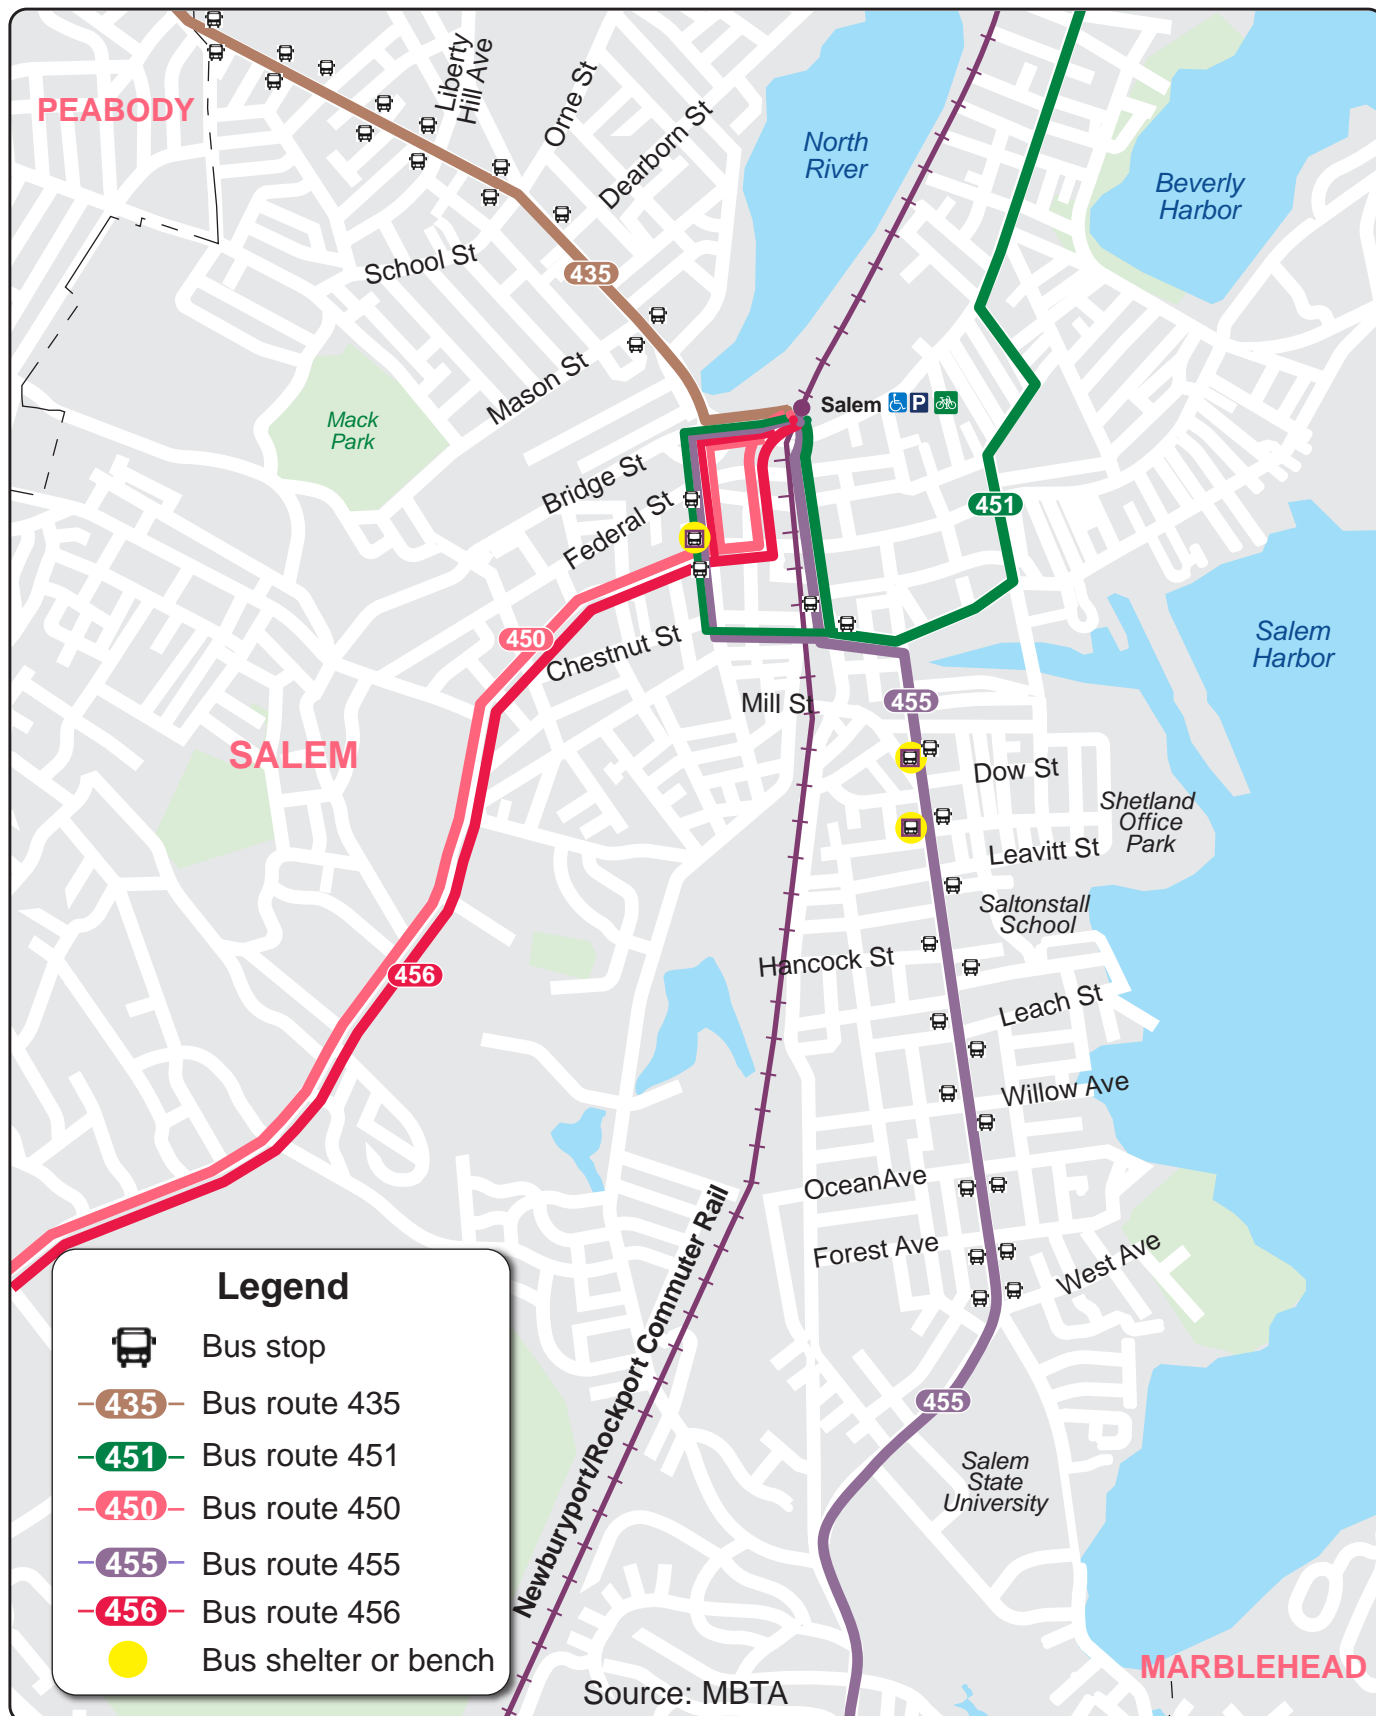 PEABODY
Liberty
Hill Ave
Orne St
Dearborn St
North
River
Beverly
Harbor
School St
435
Mason St
Mack
Park
Salem P
Bridge St
Federal St
451
450
Chestnut St
Salem
Harbor
Mill St
455
SALEM
Dow St
Shetland
Office
Park
Leavitt St
Saltonstall
School
Hancock St
456
Leach St
Willow Ave
OceanAve
Forest Ave
West Ave
Newburyport/Rockport Commuter Rail
455
Salem
State
University
Legend
Bus stop
435 Bus route 435
451 Bus route 451
450 Bus route 450
455 Bus route 455
456 Bus route 456
Bus shelter or bench
MARBLEHEAD
Source: MBTA